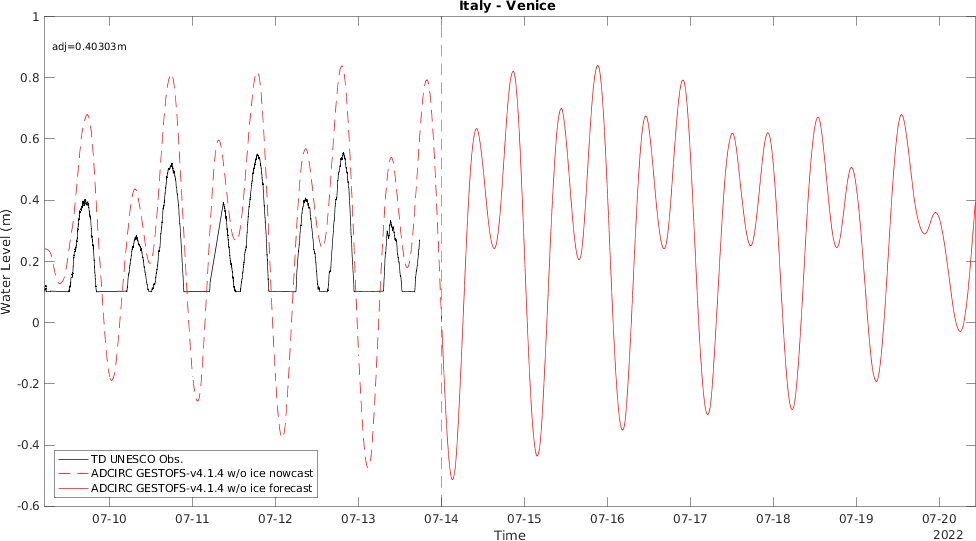 Italy - Venice
adj=0.40303m
Water Level (m)
1
0.8
0.6
0.4
0.2
0
-0.2
-0.4
-0.6
TD UNESCO Obs.
ADCIRC GESTOFS-v4.1.4 w/o ice nowcast
ADCIRC GESTOFS-v4.1.4 w/o ice forecast
07-10 07-11 07-12 07-13 07-14 07-15 07-16 07-17 07-18 07-19 07-20
Time
2022